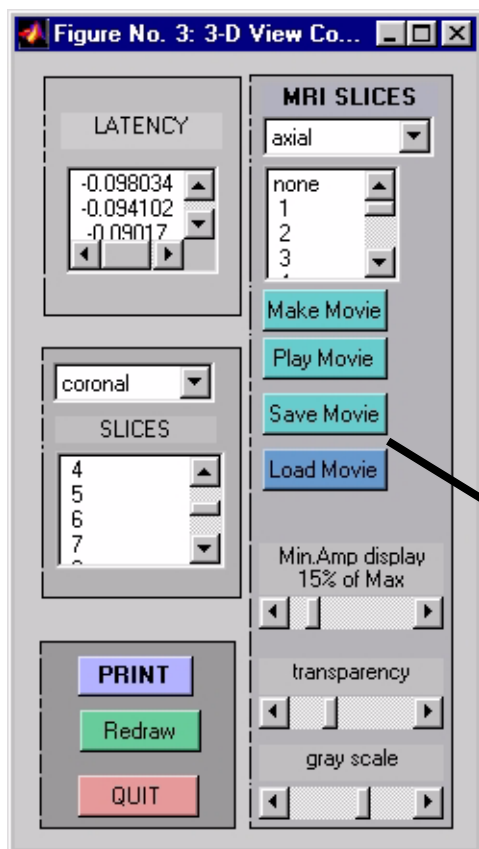 Figure No. 3: 3-D View Co...
LATENCY
-0.098034
-0.094102
-0.09017
coronal
SLICES
4
5
6
7
PRINT
Redraw
QUIT
MRI SLICES
axial
none
1
2
3
Make Movie
Play Movie
Save Movie
Load Movie
Min.Amp display
15% of Max
transparency
gray scale